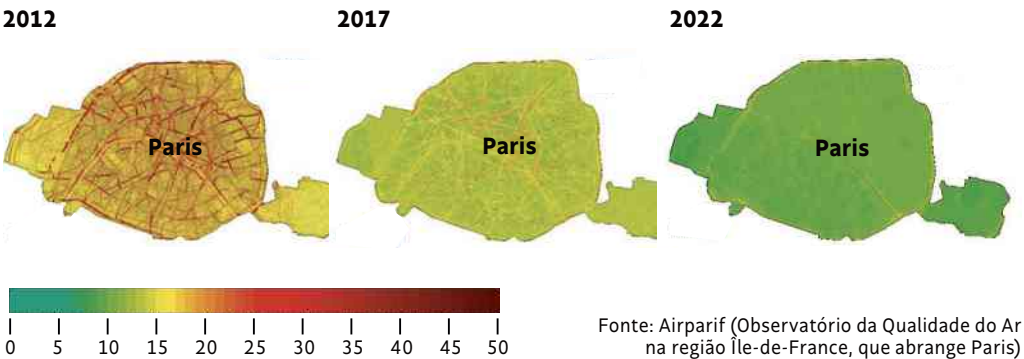 2012
2017
2022
Paris
Paris
Paris
0 5 10 15 20 25 30 35 40 45 50
Fonte: Airparif (Observatório da Qualidade do Ar
na região Île-de-France, que abrange Paris)